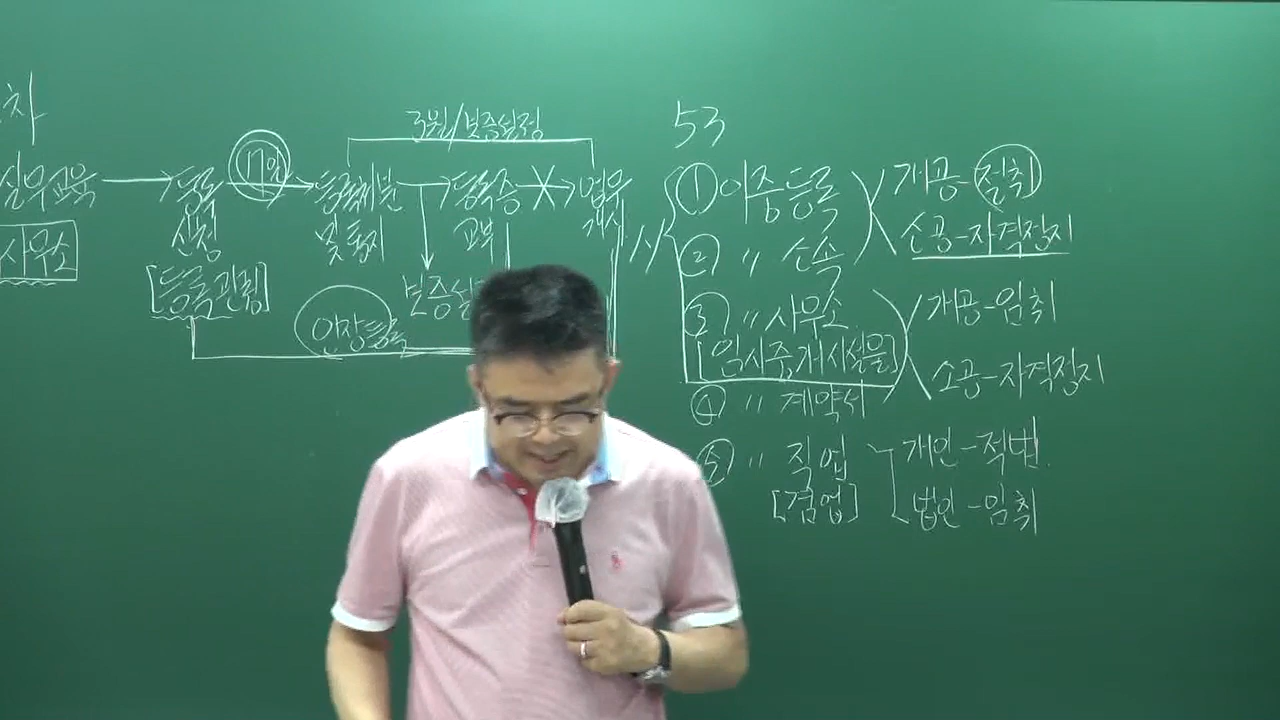 차
실무교육 → 등록 신청 → 17일 → 등록처분 및 통지 → 등록증 교부 → 업무 개시
사무소
[등록관청]
3월/보증설정
보증설
인장등록
1/1
53
① 이중등록
개공-절취
소공-자격정지
② 〃 소속
③ 〃 사무소
[임시중개시설물]
개공-임취
소공-자격정지
④ 〃 계약서
⑤ 〃 직업
[겸업]
개인-적법
법인-임취